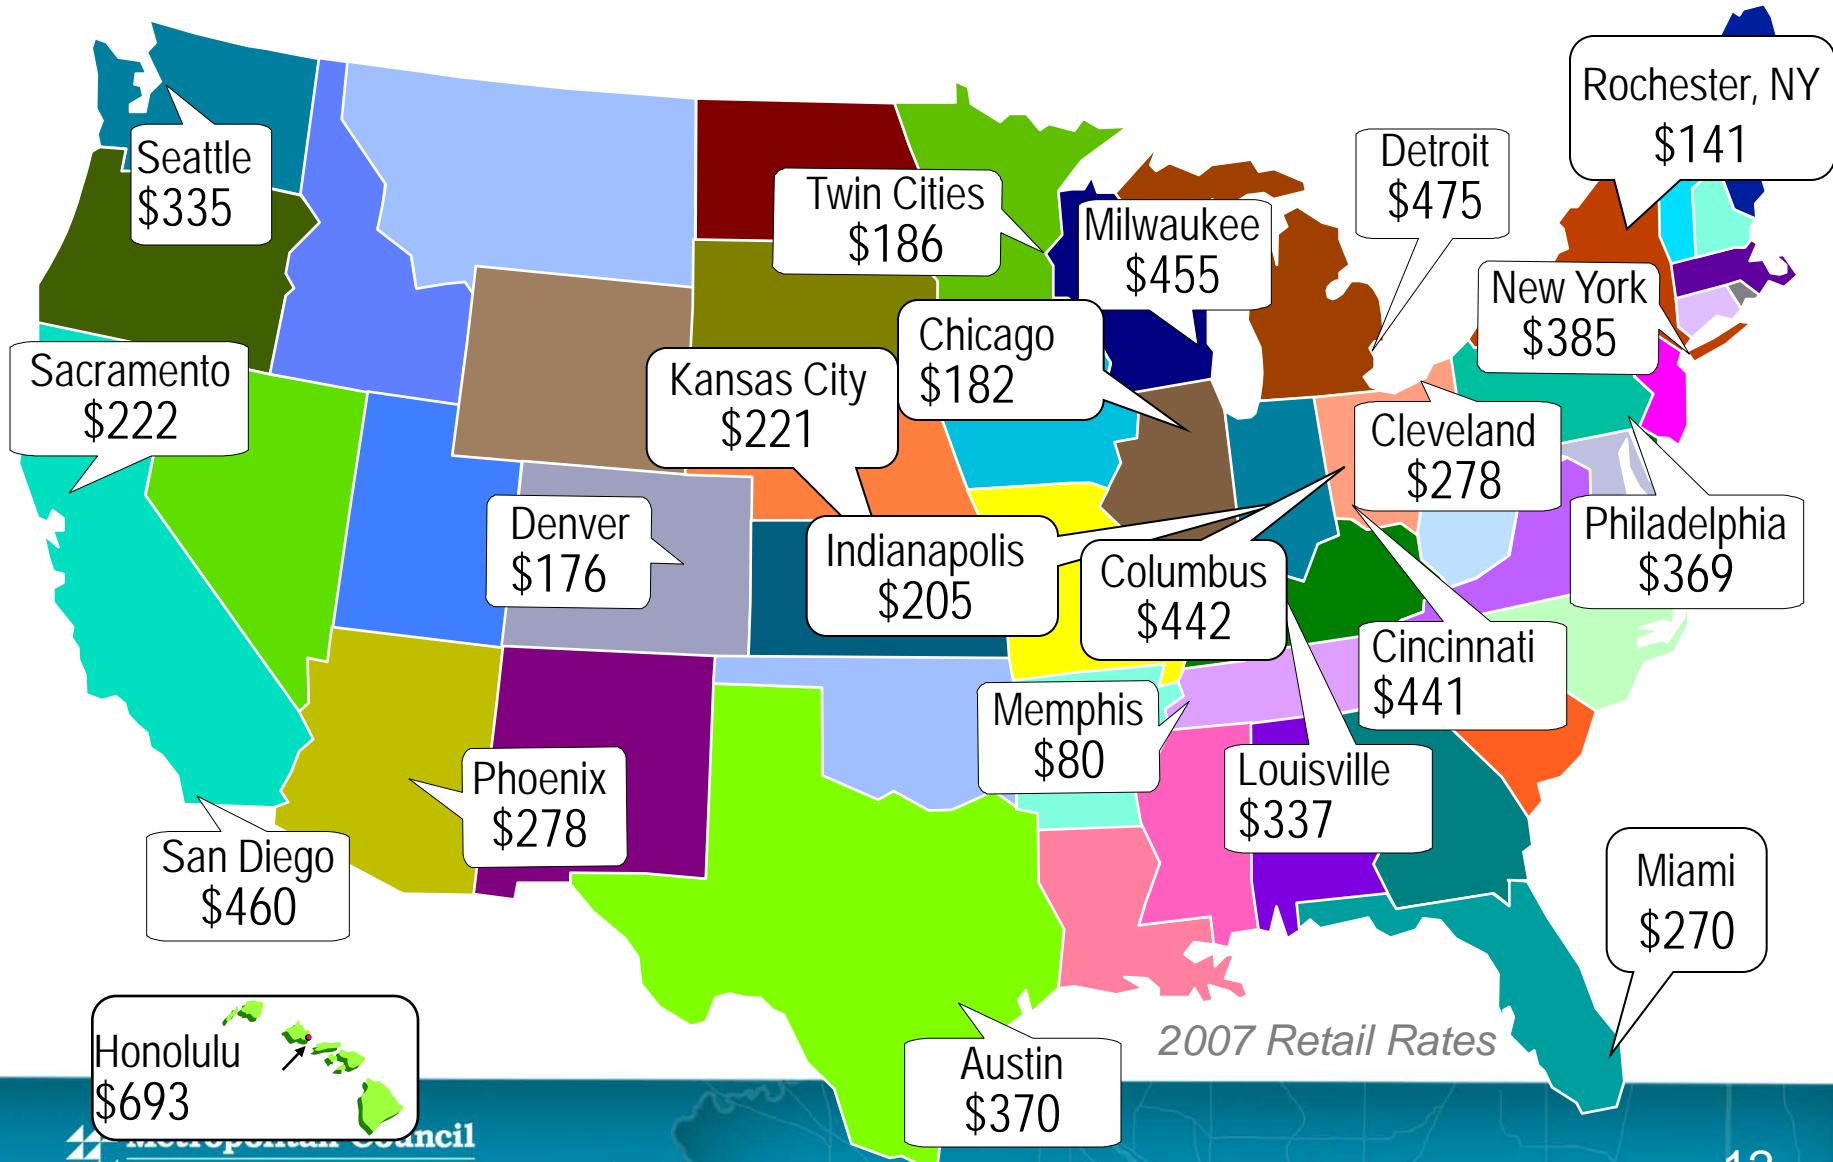 Rochester, NY
$141
Seattle
$335
Detroit
$475
Twin Cities
$186
Milwaukee
$455
New York
$385
Chicago
$182
Sacramento
$222
Kansas City
$221
Cleveland
$278
Denver
$176
Philadelphia
$369
Indianapolis
$205
Columbus
$442
Cincinnati
$441
Memphis
$80
Louisville
$337
Phoenix
$278
San Diego
$460
Miami
$270
Honolulu
$693
Austin
$370
2007 Retail Rates
Metropolitan Council